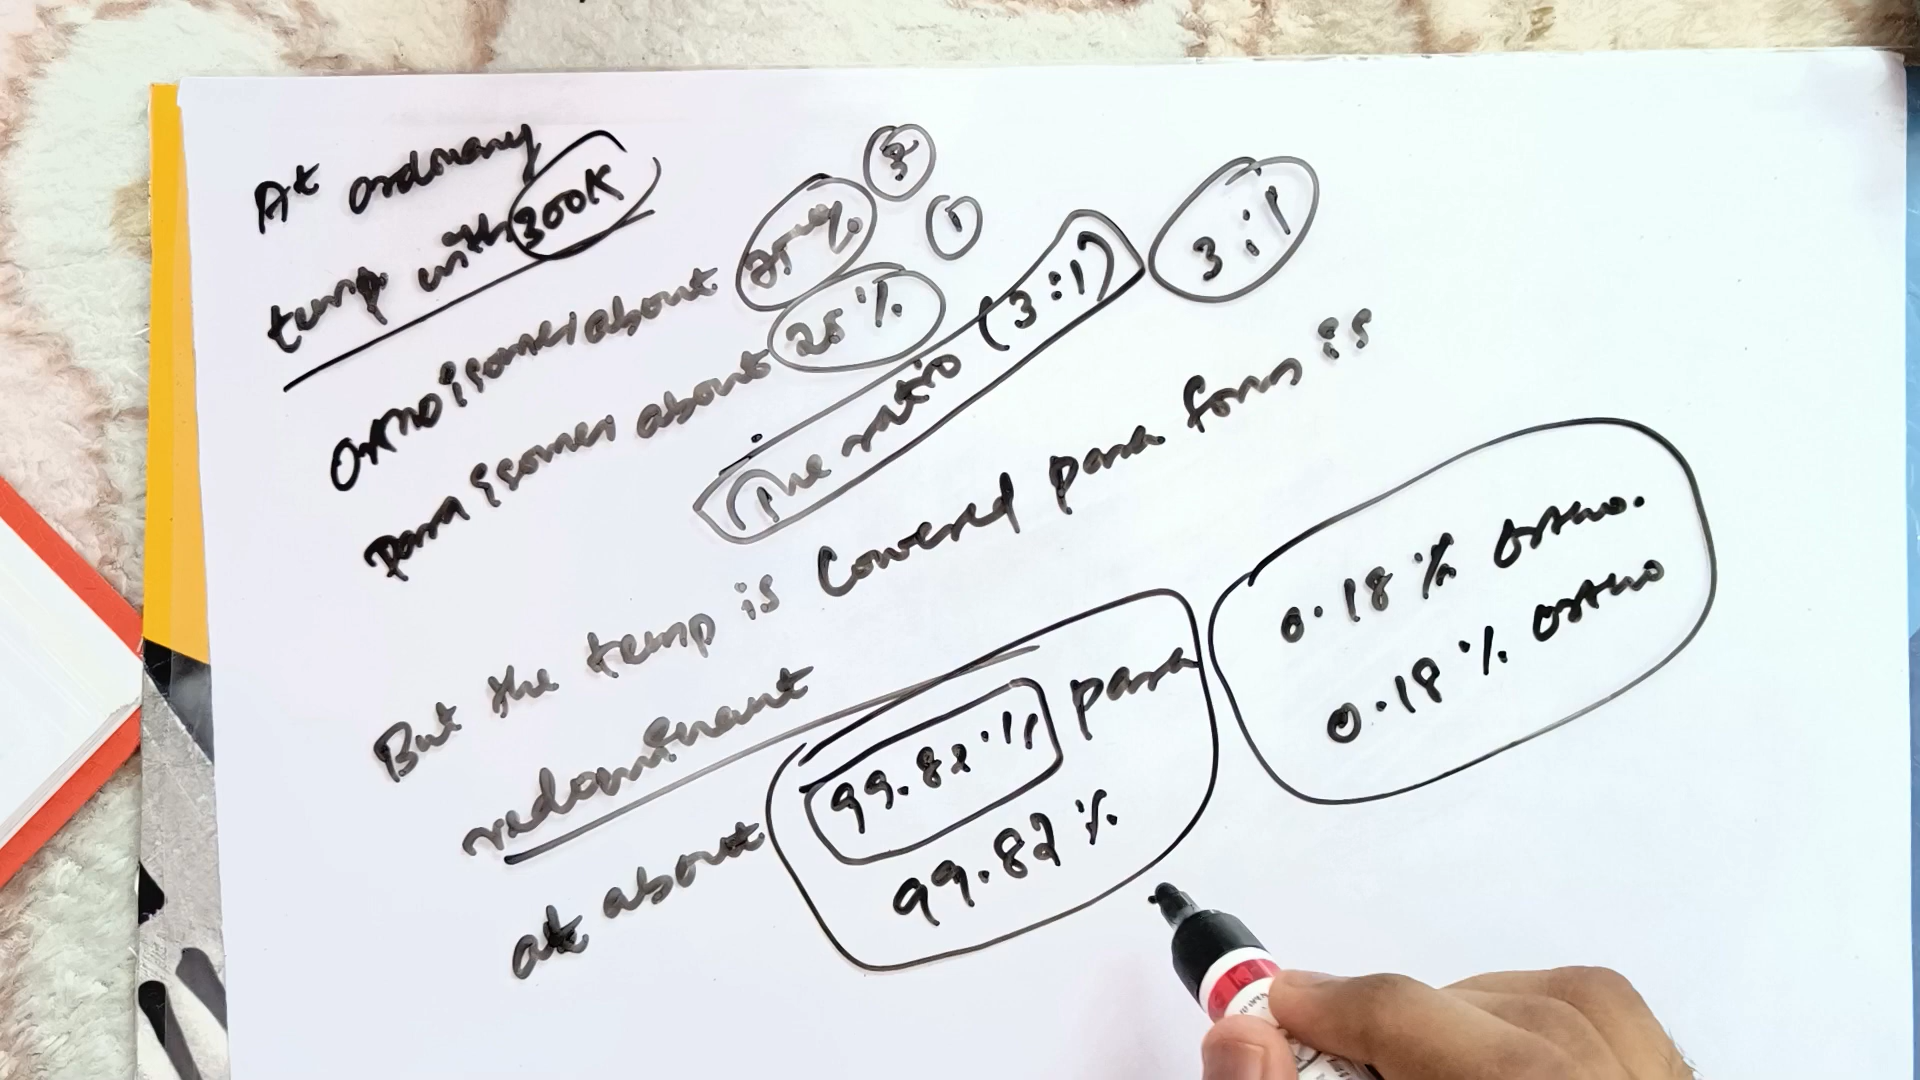 At ordinary
temp with 300K
Ortho isomer about 75% 3
para isomer about 25% 1
The ratio (3:1) 3:1
But the temp is Lowered para form is
redominant
at about 99.82% para
99.82%
0.18% ortho.
0.18% ortho